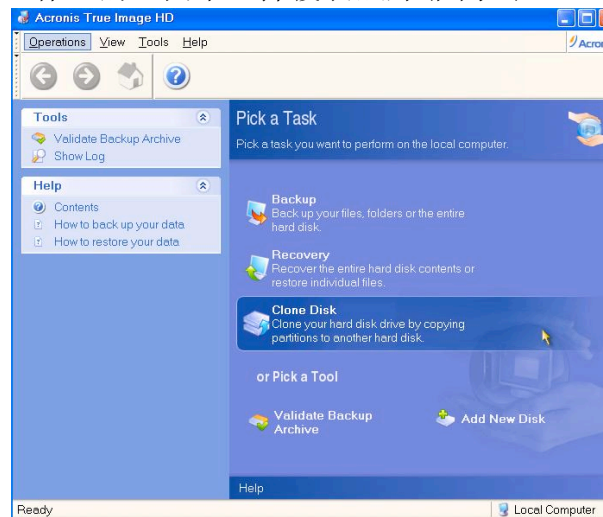 Acronis True Image HD
Operations View Tools Help
Acro
Tools
Validate Backup Archive
Show Log
Help
Contents
How to back up your data
How to restore your data
Pick a Task
Pick a task you want to perform on the local computer.
Backup
Back up your files, folders or the entire
hard disk.
Recovery
Recover the entire hard disk contents or
restore individual files.
Clone Disk
Clone your hard disk drive by copying
partitions to another hard disk.
or Pick a Tool
Validate Backup
Archive
Add New Disk
Help
Ready
Local Computer